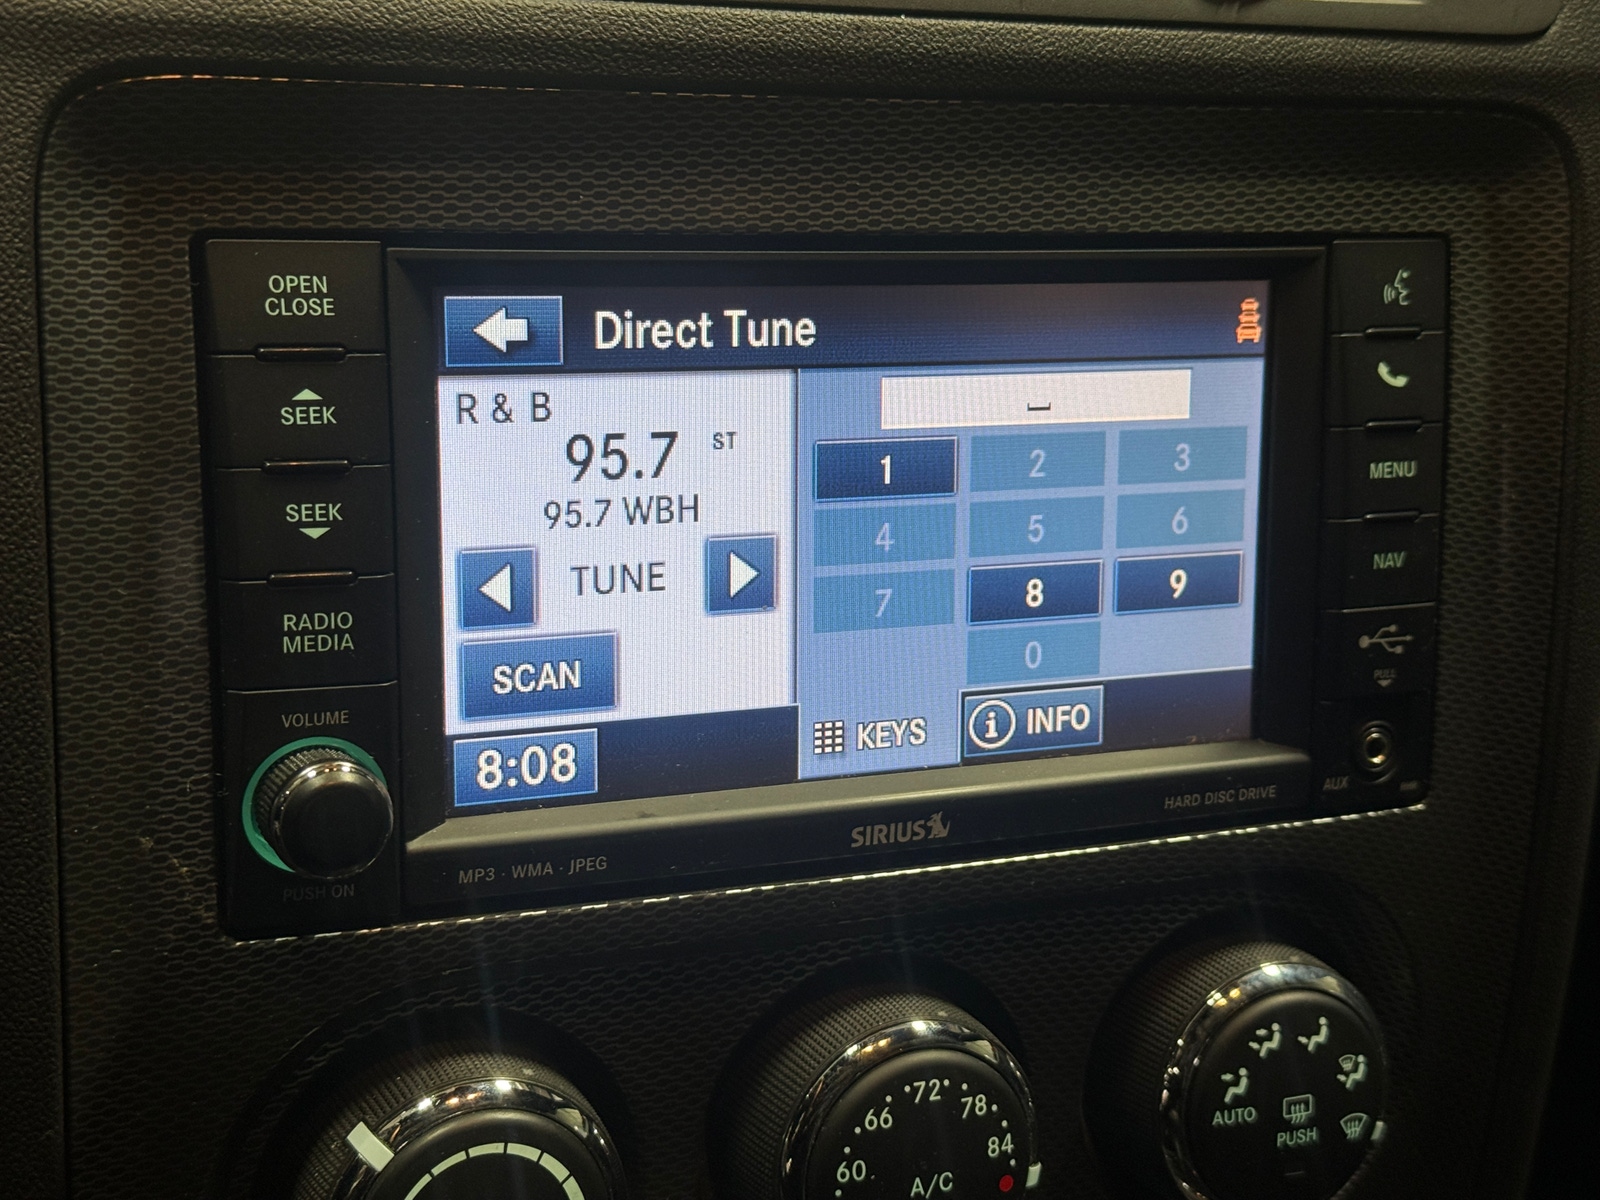 OPEN
CLOSE
SEEK
SEEK
RADIO
MEDIA
VOLUME
PUSH ON
Direct Tune
R & B
95.7 ST
95.7 WBH
TUNE
SCAN
8:08
1 2 3
4 5 6
7 8 9
0
KEYS
INFO
MENU
NAV
PULL
AUX
MP3 · WMA · JPEG
SIRIUS
HARD DISC DRIVE
60 66 72 78 84
A/C
AUTO
PUSH